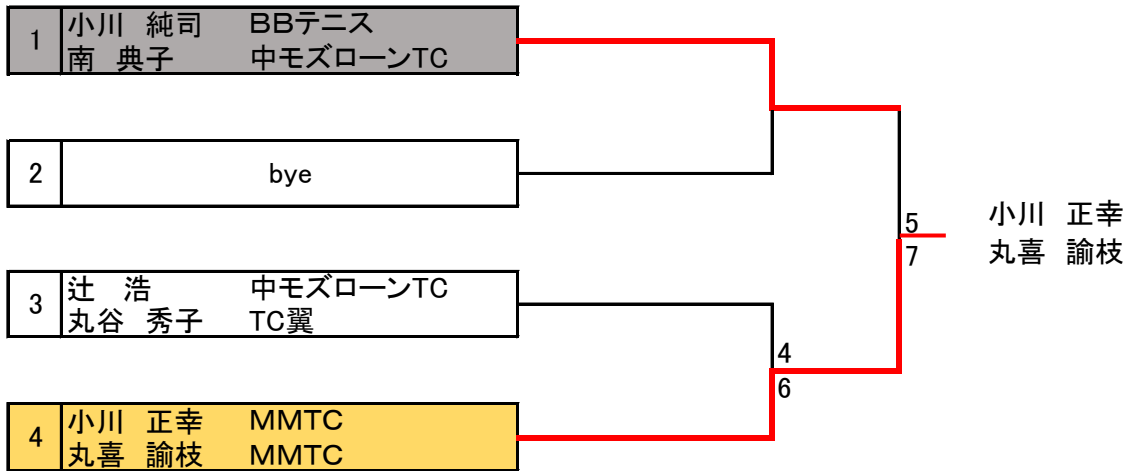 1 小川 純司 BBテニス
南 典子 中モズローンTC
2 bye
5 小川 正幸
7 丸喜 諭枝
3 辻 浩 中モズローンTC
丸谷 秀子 TC翼
4
6
4 小川 正幸 MMTC
丸喜 諭枝 MMTC